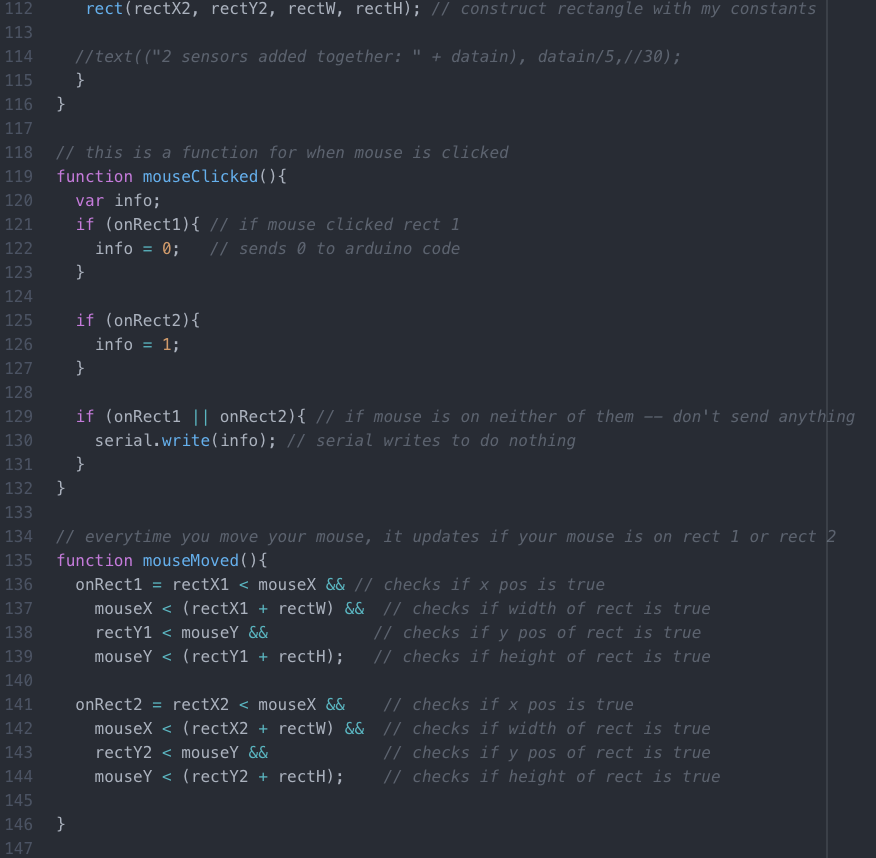 112 rect(rectX2, rectY2, rectW, rectH); // construct rectangle with my constants
113
114 //text(("2 sensors added together: " + datain), datain/5,//30);
115 }
116 }
117
118 // this is a function for when mouse is clicked
119 function mouseClicked(){
120 var info;
121 if (onRect1){ // if mouse clicked rect 1
122 info = 0; // sends 0 to arduino code
123 }
124
125 if (onRect2){
126 info = 1;
127 }
128
129 if (onRect1 || onRect2){ // if mouse is on neither of them -- don't send anything
130 serial.write(info); // serial writes to do nothing
131 }
132 }
133
134 // everytime you move your mouse, it updates if your mouse is on rect 1 or rect 2
135 function mouseMoved(){
136 onRect1 = rectX1 < mouseX && // checks if x pos is true
137 mouseX < (rectX1 + rectW) && // checks if width of rect is true
138 rectY1 < mouseY && // checks if y pos of rect is true
139 mouseY < (rectY1 + rectH); // checks if height of rect is true
140
141 onRect2 = rectX2 < mouseX && // checks if x pos is true
142 mouseX < (rectX2 + rectW) && // checks if width of rect is true
143 rectY2 < mouseY && // checks if y pos of rect is true
144 mouseY < (rectY2 + rectH); // checks if height of rect is true
145
146 }
147